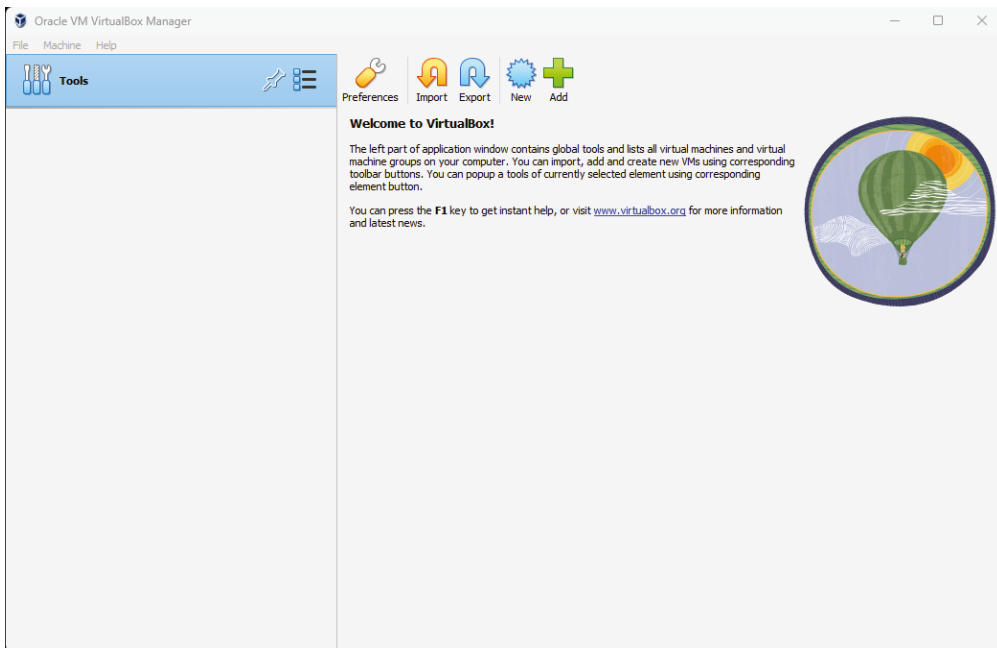 Oracle VM VirtualBox Manager
File Machine Help
Tools
Preferences Import Export New Add
Welcome to VirtualBox!
The left part of application window contains global tools and lists all virtual machines and virtual
machine groups on your computer. You can import, add and create new VMs using corresponding
toolbar buttons. You can popup a tools of currently selected element using corresponding
element button.
You can press the F1 key to get instant help, or visit www.virtualbox.org for more information
and latest news.